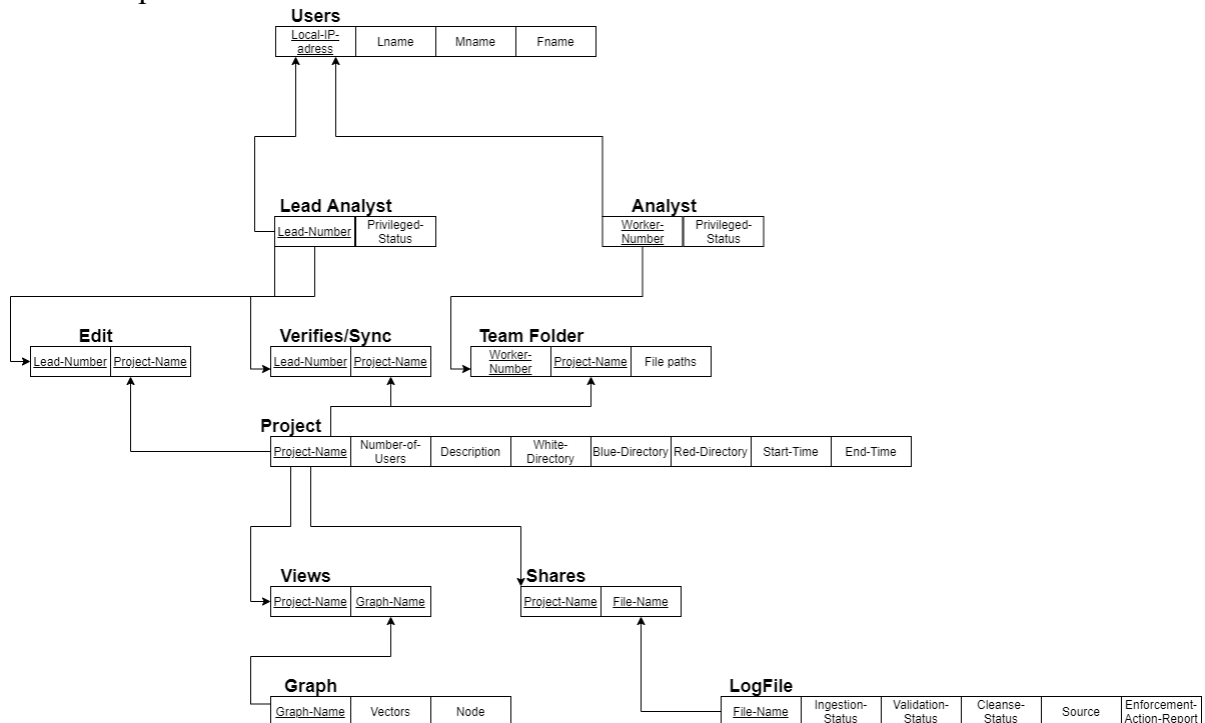 Users
Local-IP-
adress
Lname
Mname
Fname
Lead Analyst
Lead-Number
Privileged-
Status
Analyst
Worker-
Number
Privileged-
Status
Edit
Lead-Number
Project-Name
Verifies/Sync
Lead-Number
Project-Name
Team Folder
Worker-
Number
Project-Name
File paths
Project
Project-Name
Number-of-
Users
Description
White-
Directory
Blue-Directory
Red-Directory
Start-Time
End-Time
Views
Project-Name
Graph-Name
Shares
Project-Name
File-Name
Graph
Graph-Name
Vectors
Node
LogFile
File-Name
Ingestion-
Status
Validation-
Status
Cleanse-
Status
Source
Enforcement-
Action-Report